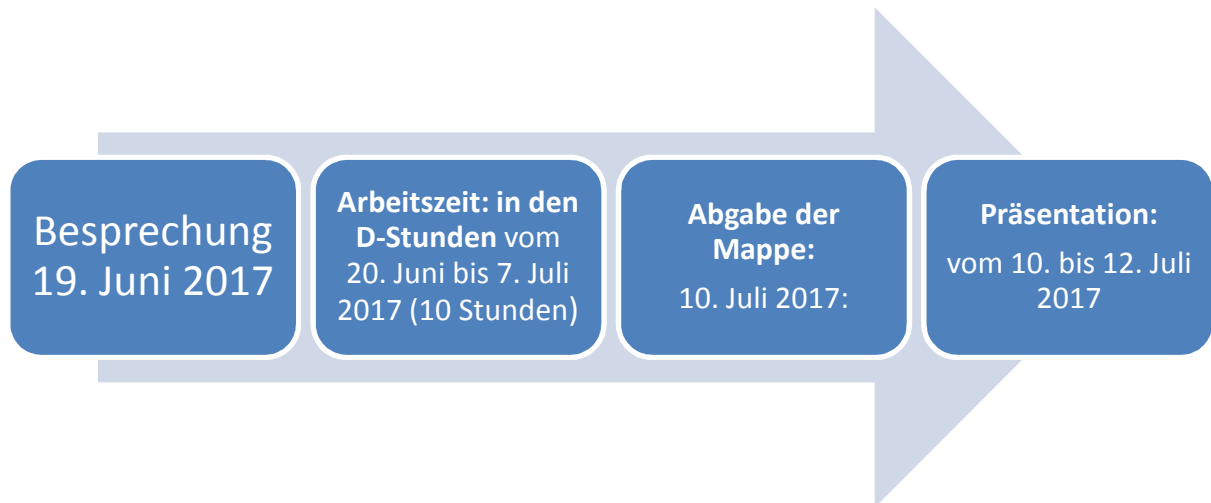 Besprechung
19. Juni 2017
Arbeitszeit: in den
D-Stunden vom
20. Juni bis 7. Juli
2017 (10 Stunden)
Abgabe der
Mappe:
10. Juli 2017:
Präsentation:
vom 10. bis 12. Juli
2017